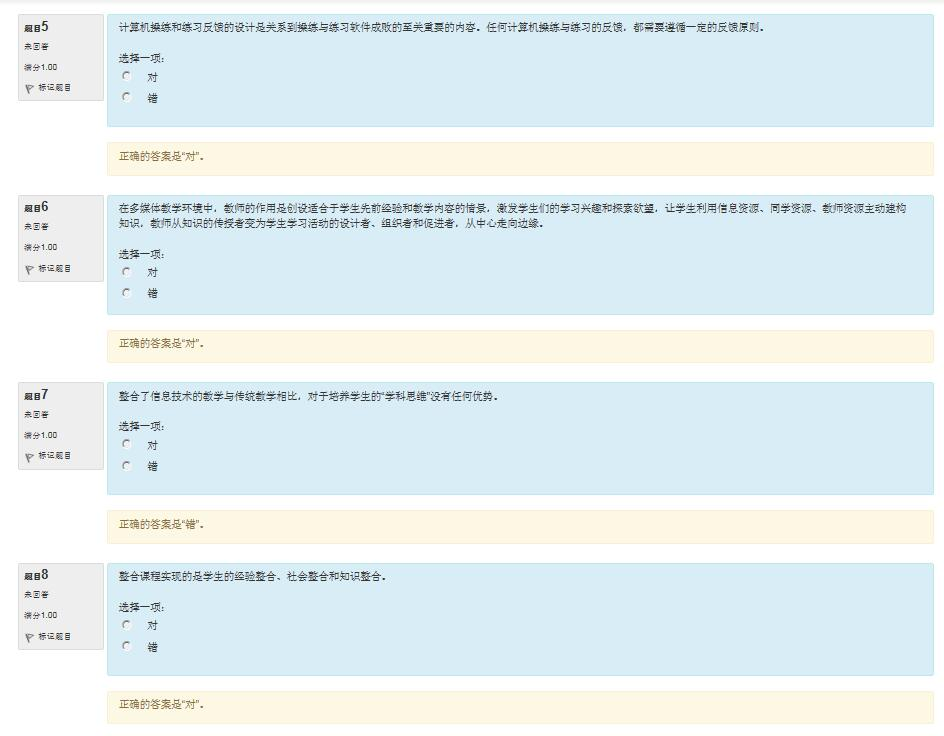 题目5
未回答
满分1.00
标记题目
计算机操练和练习反馈的设计是关系到操练与练习软件成败的至关重要的内容。任何计算机操练与练习的反馈，都需要遵循一定的反馈原则。
选择一项：
对
错
正确的答案是“对”。
题目6
未回答
满分1.00
标记题目
在多媒体教学环境中，教师的作用是创设适合于学生先前经验和教学内容的情景，激发学生们的学习兴趣和探索欲望，让学生利用信息资源、同学资源、教师资源主动建构
知识，教师从知识的传授者变为学生学习活动的设计者、组织者和促进者，从中心走向边缘。
选择一项：
对
错
正确的答案是“对”。
题目7
未回答
满分1.00
标记题目
整合了信息技术的教学与传统教学相比，对于培养学生的“学科思维”没有任何优势。
选择一项：
对
错
正确的答案是“错”。
题目8
未回答
满分1.00
标记题目
整合课程实现的是学生的经验整合、社会整合和知识整合。
选择一项：
对
错
正确的答案是“对”。